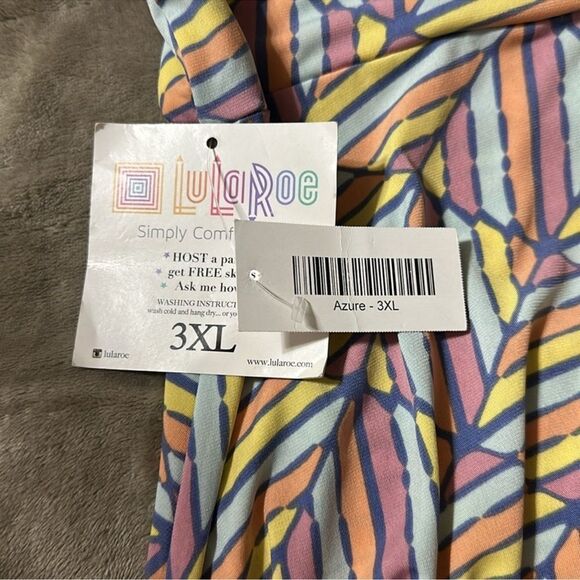 LuLaRoe
Simply Comf
HOST a pa
get FREE sk
Ask me how
WASHING INSTRUCT
wash cold and hang dry... or yo
3XL
lularoe
www.lularoe.com
Azure - 3XL